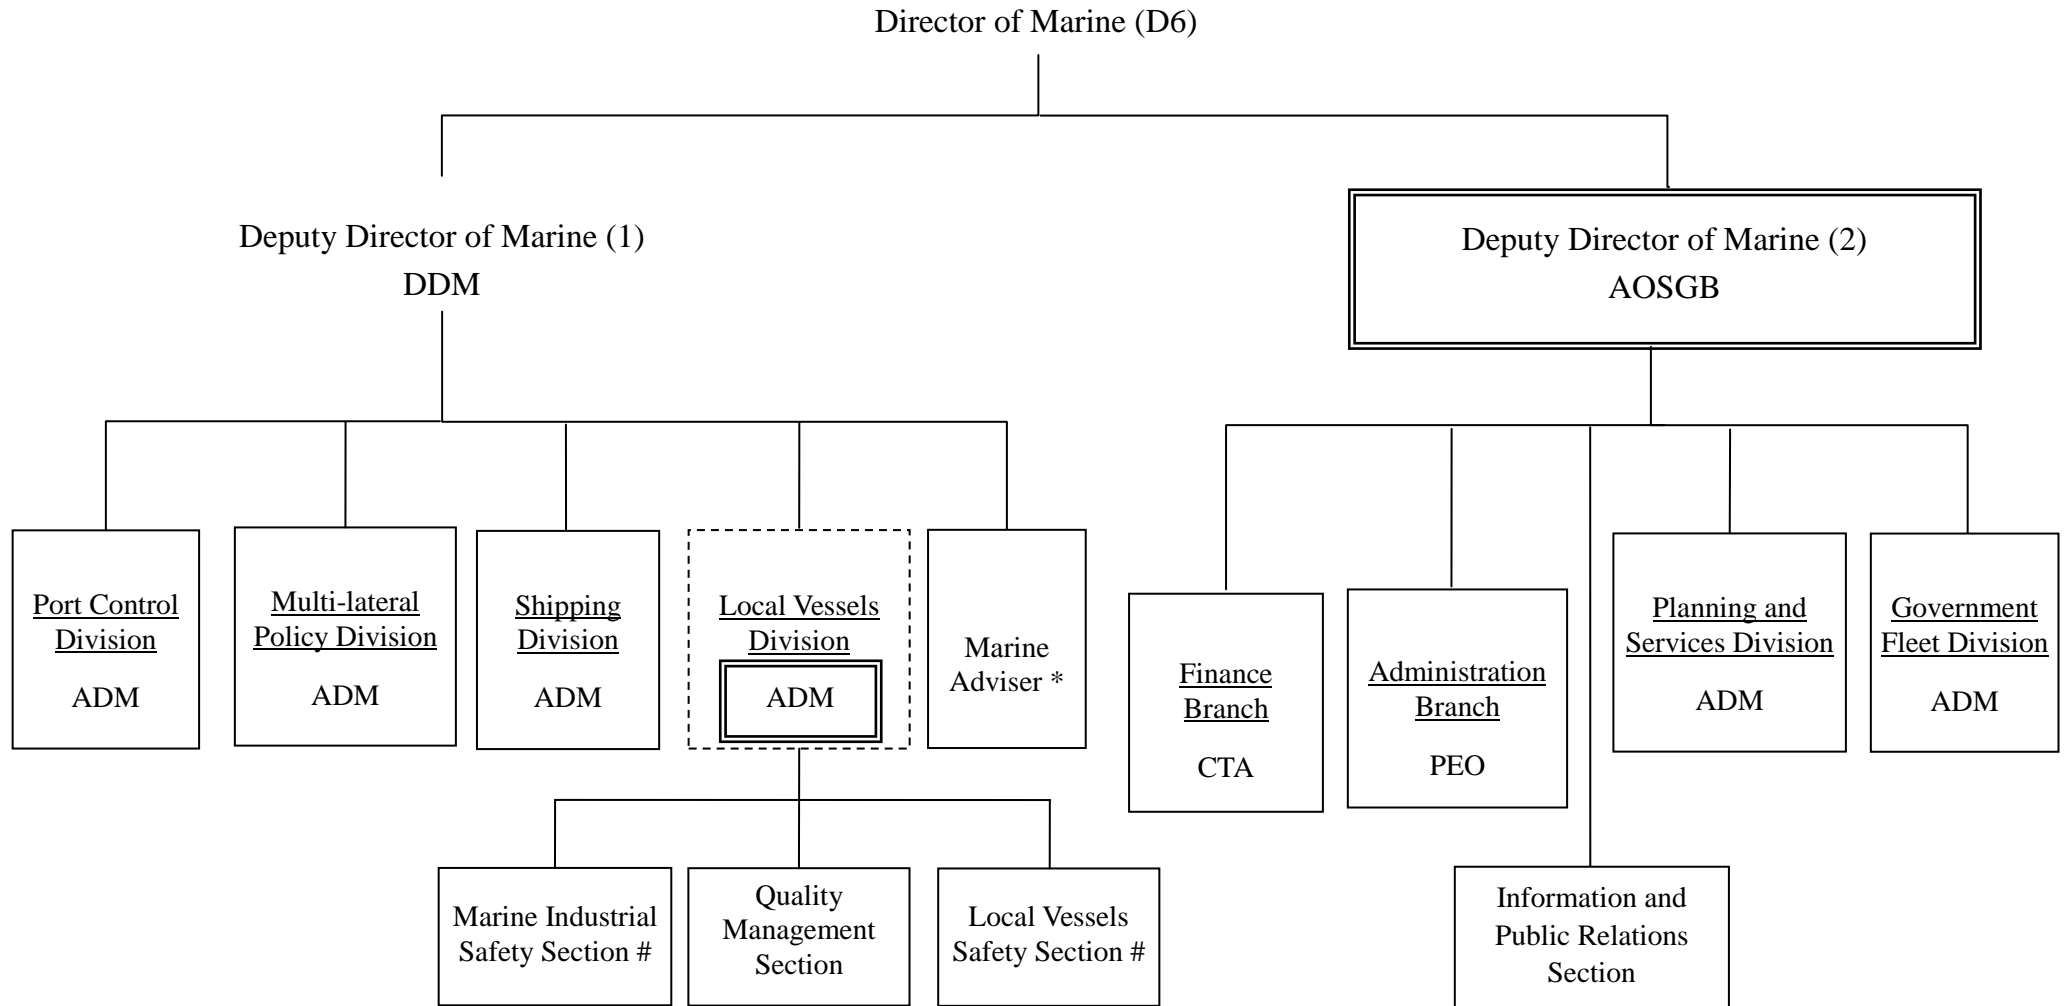 Director of Marine (D6)
Deputy Director of Marine (1)
DDM
Deputy Director of Marine (2)
AOSGB
Port Control
Division
ADM
Multi-lateral
Policy Division
ADM
Shipping
Division
ADM
Local Vessels
Division
ADM
Marine
Adviser *
Finance
Branch
CTA
Administration
Branch
PEO
Planning and
Services Division
ADM
Government
Fleet Division
ADM
Marine Industrial
Safety Section #
Quality
Management
Section
Local Vessels
Safety Section #
Information and
Public Relations
Section